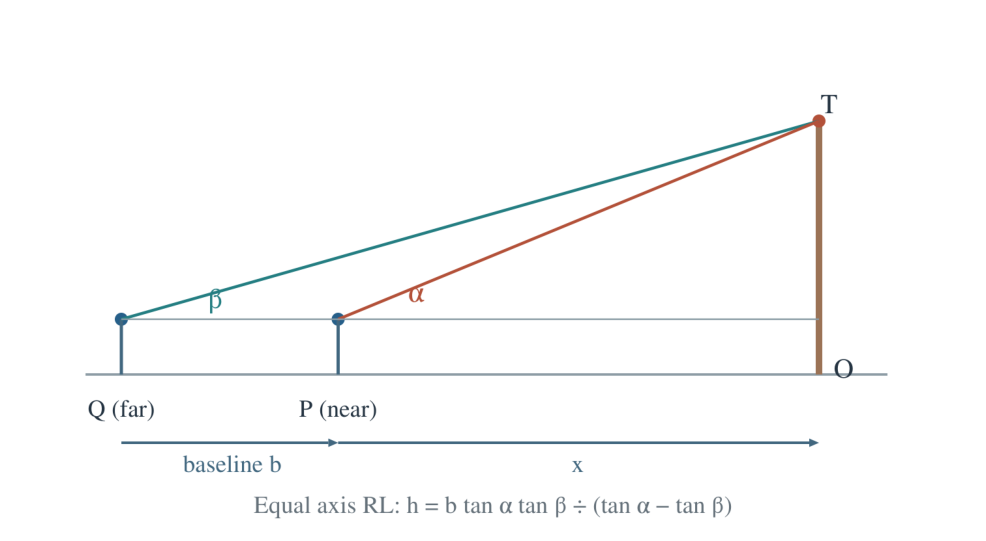 T
β
α
O
Q (far)
P (near)
baseline b
x
Equal axis RL: h = b tan α tan β ÷ (tan α − tan β)